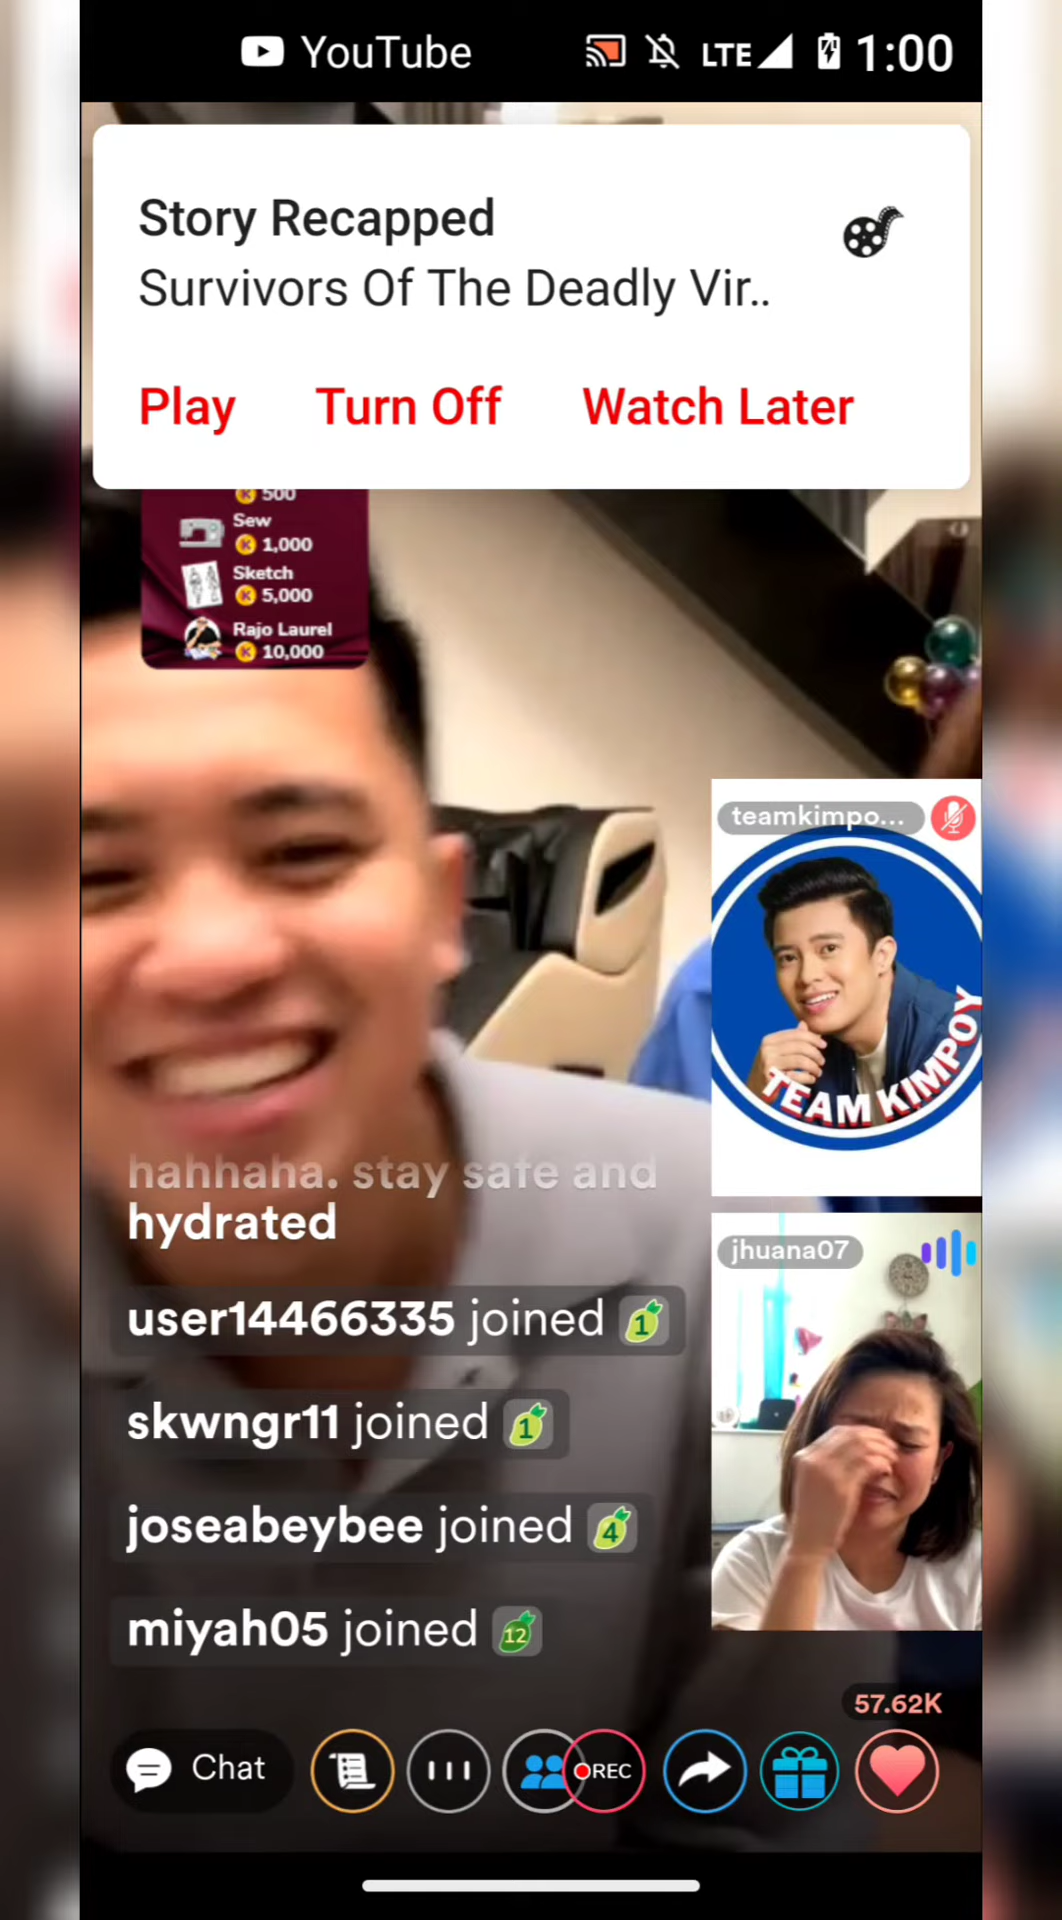 YouTube LTE 1:00
Story Recapped
Survivors Of The Deadly Vir..
Play Turn Off Watch Later
500
Sew
1,000
Sketch
5,000
Rajo Laurel
10,000
teamkimpo...
TEAM KIMPOY
hahhaha. stay safe and
hydrated
jhuana07
user14466335 joined 1
skwngr11 joined 1
joseabeybee joined 4
miyah05 joined 12
57.62K
Chat REC